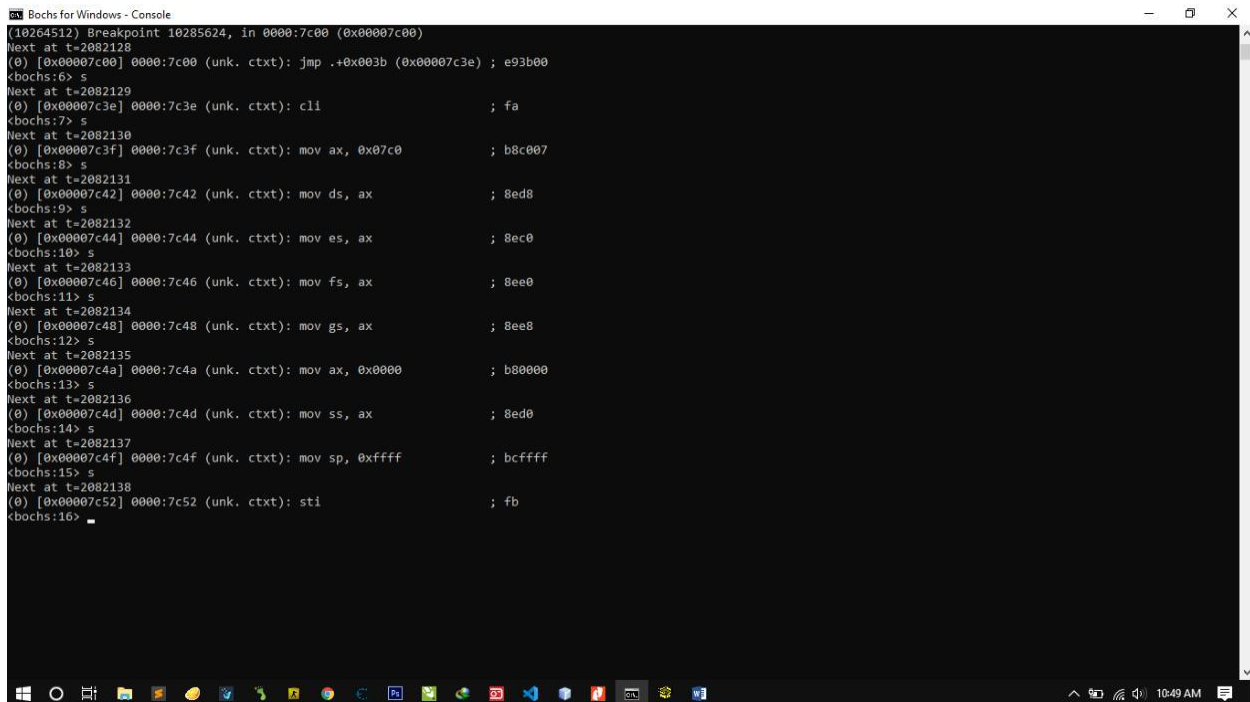 Bochs for Windows - Console
(10264512) Breakpoint 10285624, in 0000:7c00 (0x00007c00)
Next at t=2082128
(0) [0x00007c00] 0000:7c00 (unk. ctxt): jmp .+0x003b (0x00007c3e) ; e93b00
<bochs:6> s
Next at t=2082129
(0) [0x00007c3e] 0000:7c3e (unk. ctxt): cli ; fa
<bochs:7> s
Next at t=2082130
(0) [0x00007c3f] 0000:7c3f (unk. ctxt): mov ax, 0x07c0 ; b8c007
<bochs:8> s
Next at t=2082131
(0) [0x00007c42] 0000:7c42 (unk. ctxt): mov ds, ax ; 8ed8
<bochs:9> s
Next at t=2082132
(0) [0x00007c44] 0000:7c44 (unk. ctxt): mov es, ax ; 8ec0
<bochs:10> s
Next at t=2082133
(0) [0x00007c46] 0000:7c46 (unk. ctxt): mov fs, ax ; 8ee0
<bochs:11> s
Next at t=2082134
(0) [0x00007c48] 0000:7c48 (unk. ctxt): mov gs, ax ; 8ee8
<bochs:12> s
Next at t=2082135
(0) [0x00007c4a] 0000:7c4a (unk. ctxt): mov ax, 0x0000 ; b80000
<bochs:13> s
Next at t=2082136
(0) [0x00007c4d] 0000:7c4d (unk. ctxt): mov ss, ax ; 8ed0
<bochs:14> s
Next at t=2082137
(0) [0x00007c4f] 0000:7c4f (unk. ctxt): mov sp, 0xffff ; bcffff
<bochs:15> s
Next at t=2082138
(0) [0x00007c52] 0000:7c52 (unk. ctxt): sti ; fb
<bochs:16>
10:49 AM